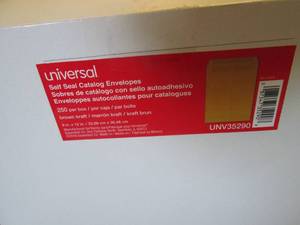 universal
Self Seal Catalog Envelopes
Sobres de catálogo con sello autoadhesivo
Enveloppes autocollantes pour catalogues
250 per box / por caja / par boîte
brown kraft / marrón kraft / kraft brun
UNV35290